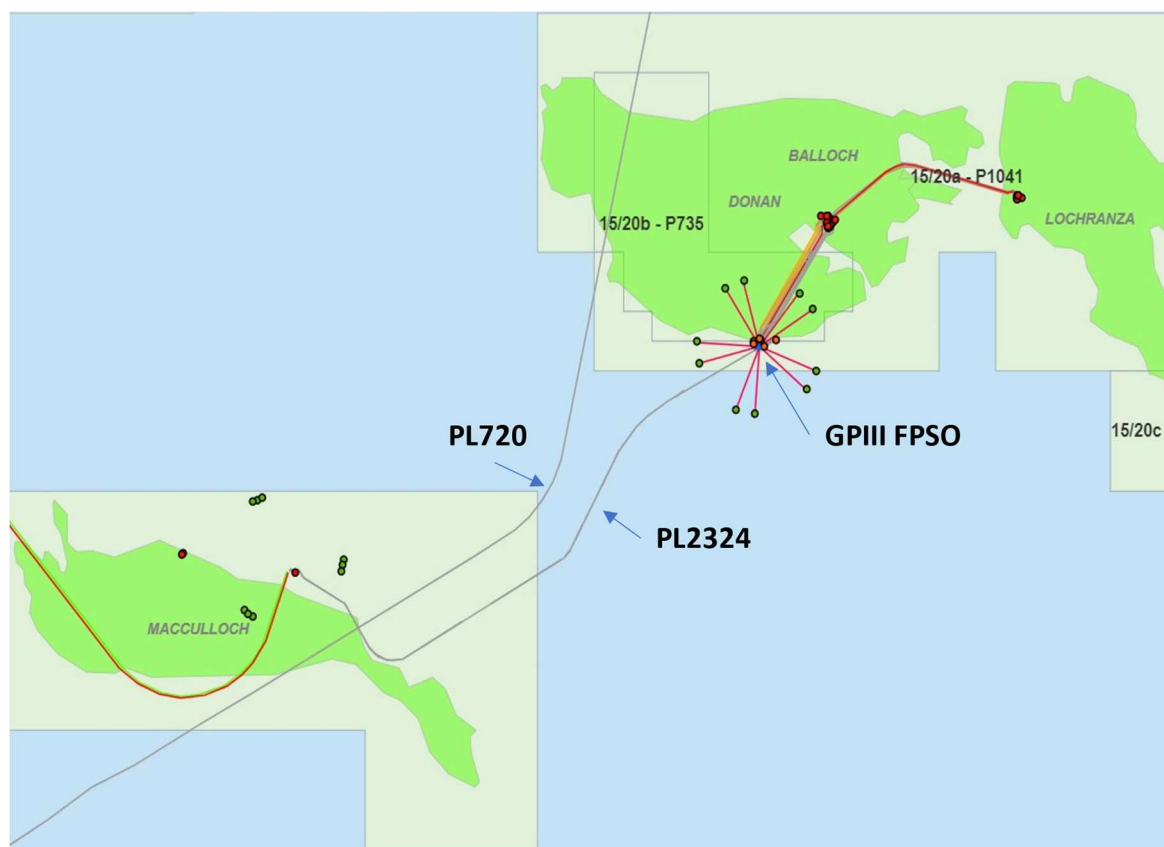 BALLOCH
15/20a - P1041
DONAN
15/20b - P735
LOCHRANZA
PL720
GPIII FPSO
15/20c
PL2324
MACCULLOCH